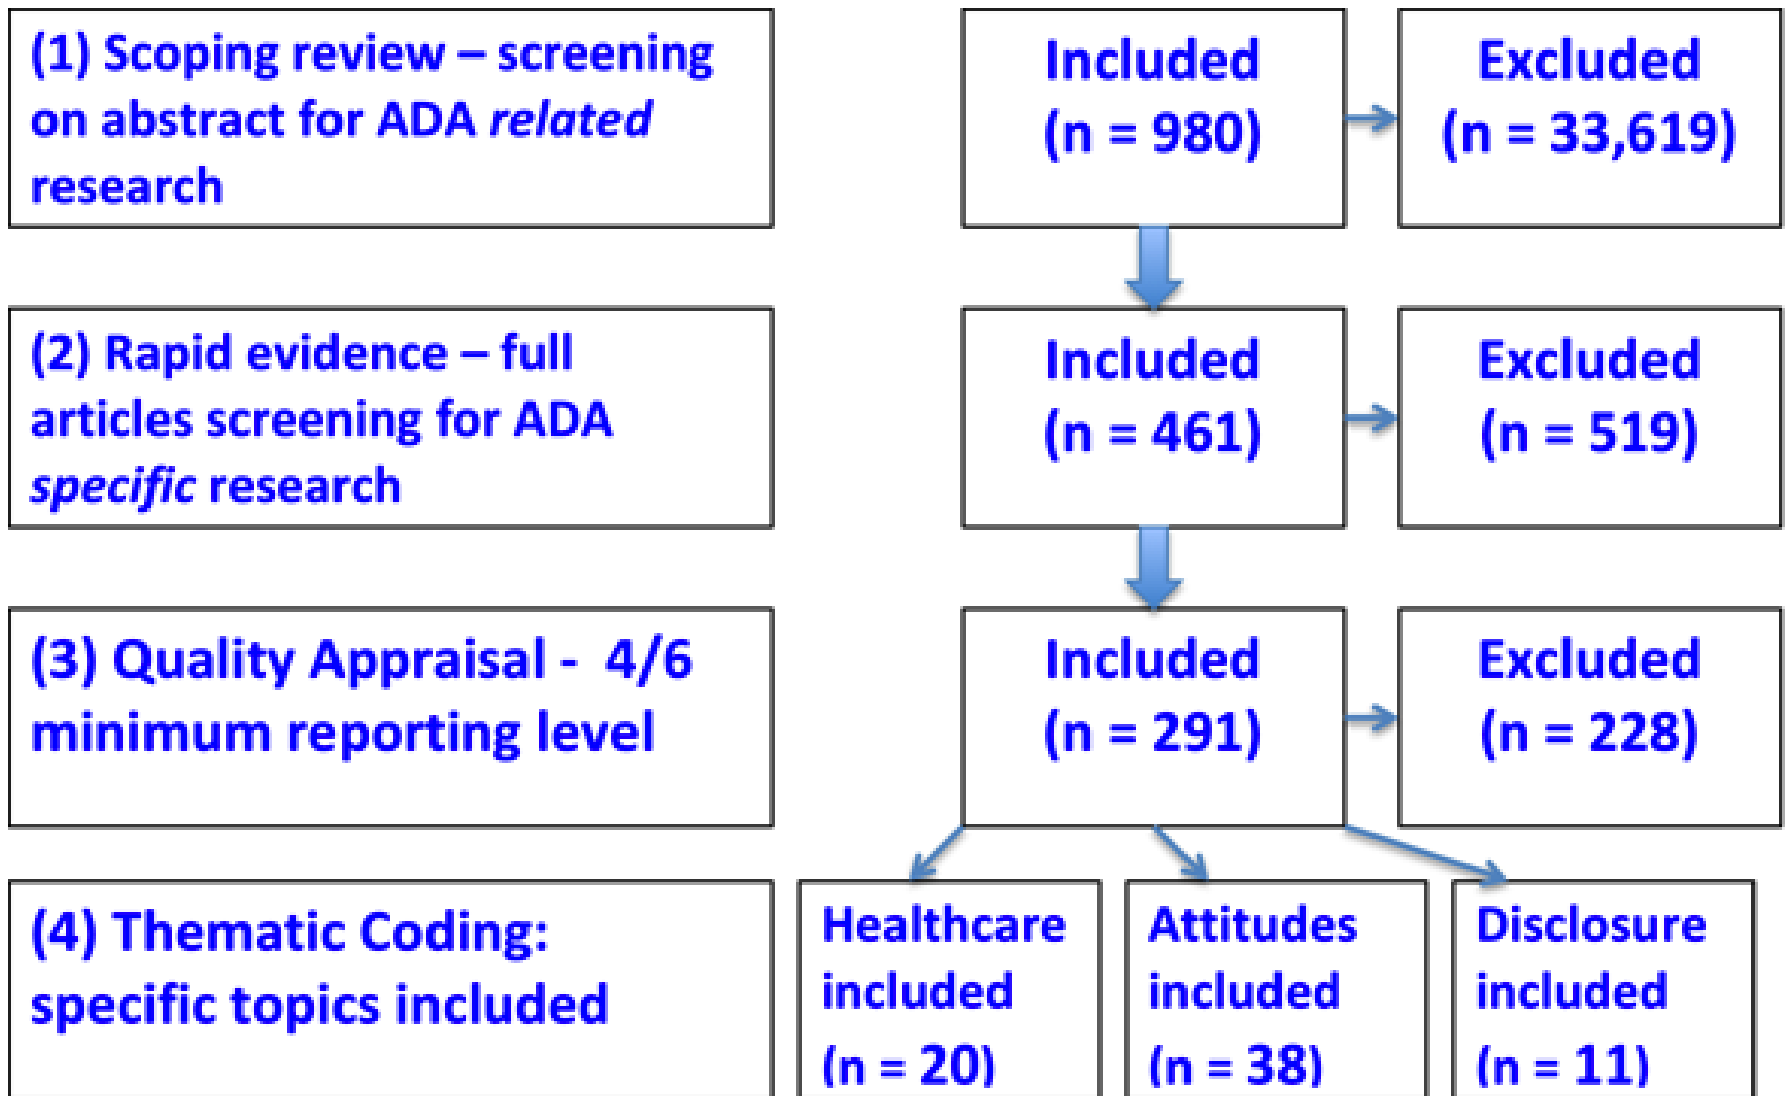 (1) Scoping review – screening
on abstract for ADA related
research
Included
(n = 980)
Excluded
(n = 33,619)
(2) Rapid evidence – full
articles screening for ADA
specific research
Included
(n = 461)
Excluded
(n = 519)
(3) Quality Appraisal -  4/6
minimum reporting level
Included
(n = 291)
Excluded
(n = 228)
(4) Thematic Coding:
specific topics included
Healthcare
included
(n = 20)
Attitudes
included
(n = 38)
Disclosure
included
(n = 11)